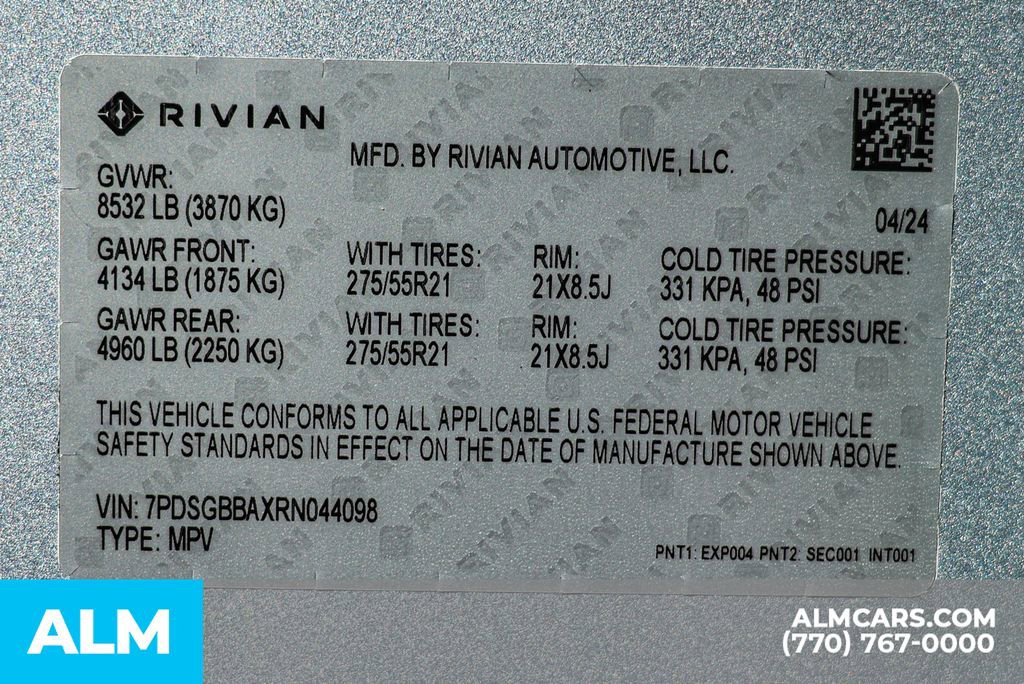 RIVIAN
MFD. BY RIVIAN AUTOMOTIVE, LLC.
GVWR:
8532 LB (3870 KG)
04/24
GAWR FRONT: WITH TIRES: RIM: COLD TIRE PRESSURE:
4134 LB (1875 KG) 275/55R21 21X8.5J 331 KPA, 48 PSI
GAWR REAR: WITH TIRES: RIM: COLD TIRE PRESSURE:
4960 LB (2250 KG) 275/55R21 21X8.5J 331 KPA, 48 PSI
THIS VEHICLE CONFORMS TO ALL APPLICABLE U.S. FEDERAL MOTOR VEHICLE
SAFETY STANDARDS IN EFFECT ON THE DATE OF MANUFACTURE SHOWN ABOVE.
VIN: 7PDSGBBAXRN044098
TYPE: MPV
PNT1: EXP004 PNT2: SEC001 INT001
ALM
ALMCARS.COM
(770) 767-0000